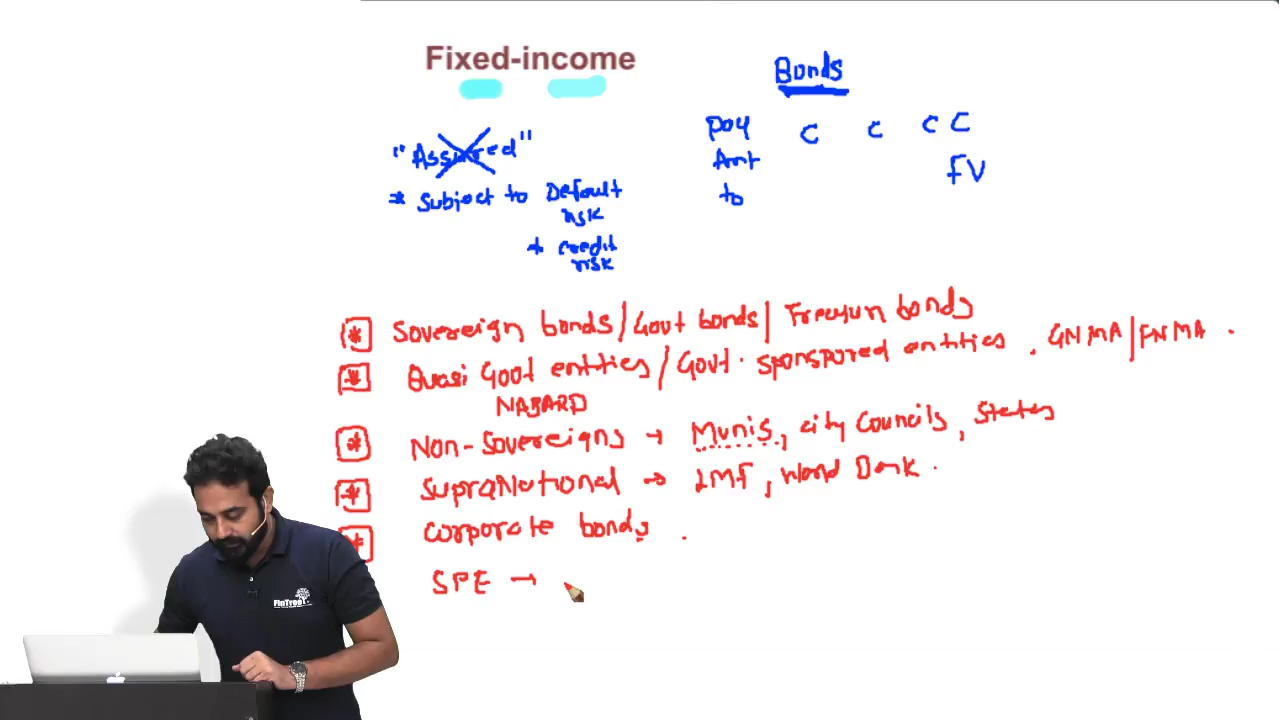 Fixed-income
Bonds
"Assured"
* Subject to Default risk
* credit risk
pay C C C C
Amt FV
to
* Sovereign bonds/Govt bonds/Treasury bonds
* Quasi Govt entities/Govt. sponsored entities. GNMA/FNMA.
NABARD
* Non-Sovereigns → Munis, city Councils, States
* SupraNational → IMF, World Bank.
* corporate bonds.
SPE →
FinTree